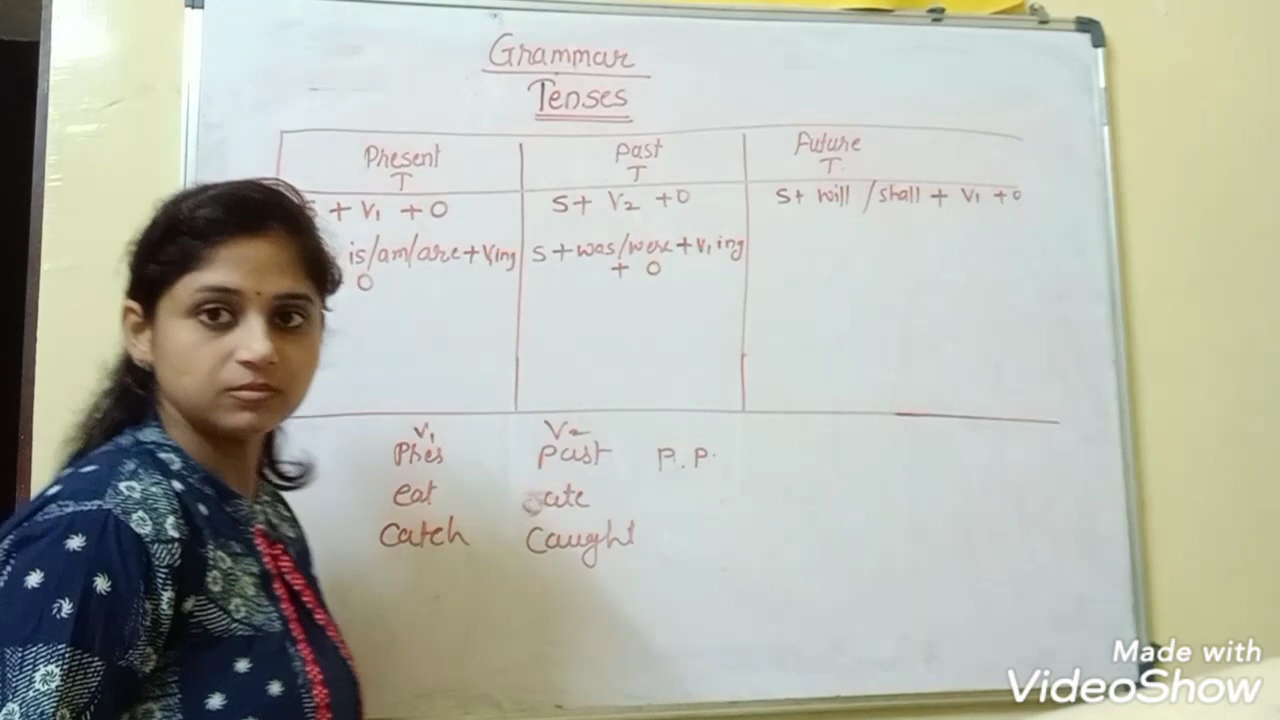 Grammar
Tenses
Present Past Future
T T T.
S + V₁ + O S + V₂ + O S + will / shall + V₁ + O
is/am/are + Ving S + was/were + V₁ ing
O + O
V₁ V₂
Pres Past P. P.
eat ate
Catch Caught
Made with
VideoShow